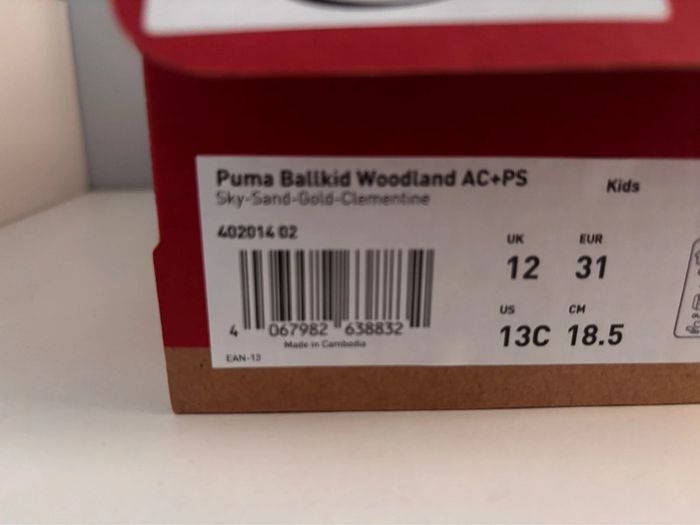 Puma Ballkid Woodland AC+PS
Kids
Sky-Sand-Gold-Clementine
402014 02
UK EUR
12 31
US CM
13C 18.5
4 067982 638832
Made in Cambodia
EAN-13